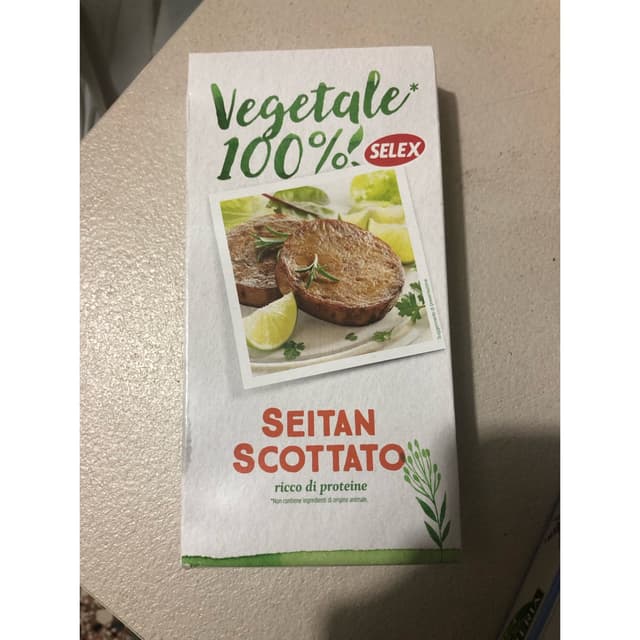 Vegetale*
100%
SELEX
SEITAN
SCOTTATO
ricco di proteine
*Non contiene ingredienti di origine animale.